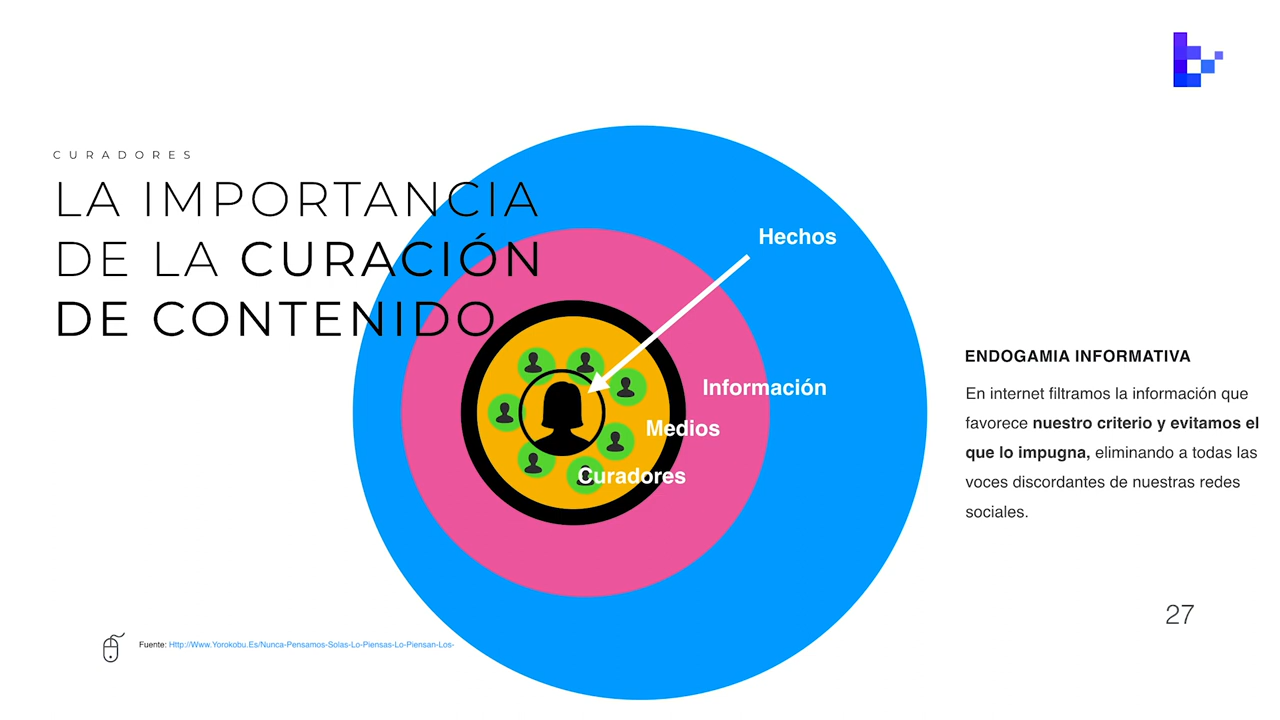 CURADORES
LA IMPORTANCIA
DE LA CURACIÓN
DE CONTENIDO
Hechos
Información
Medios
Curadores
ENDOGAMIA INFORMATIVA
En internet filtramos la información que
favorece nuestro criterio y evitamos el
que lo impugna, eliminando a todas las
voces discordantes de nuestras redes
sociales.
27
Fuente: Http://Www.Yorokobu.Es/Nunca-Pensamos-Solas-Lo-Piensas-Lo-Piensan-Los-